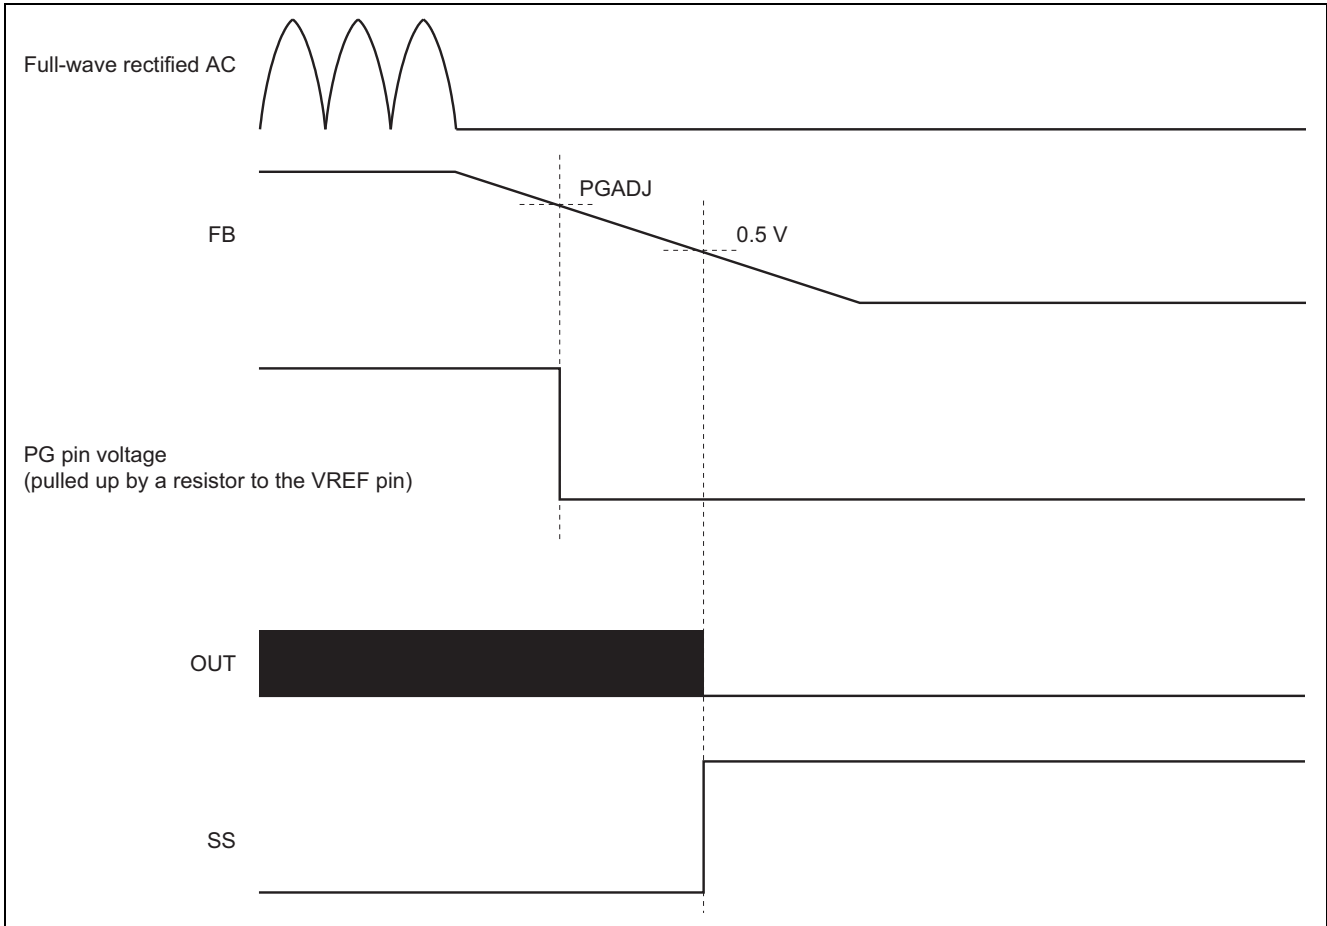 Full-wave rectified AC
PGADJ
FB
0.5 V
PG pin voltage
(pulled up by a resistor to the VREF pin)
OUT
SS